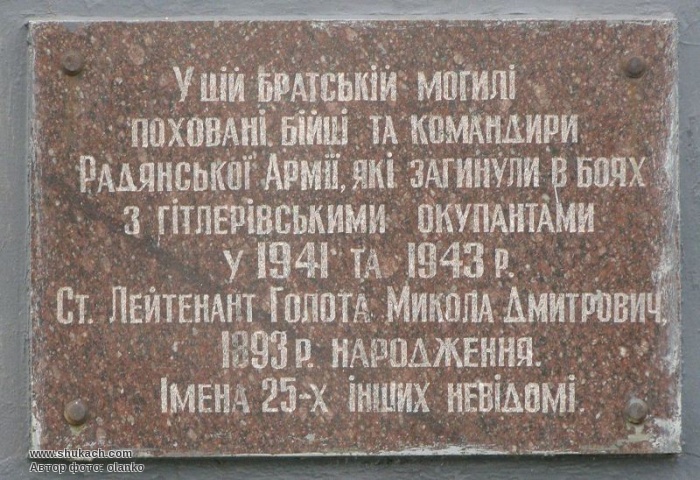 У цій братській могилі
поховані бійці та командири
Радянської Армії, які загинули в боях
з гітлерівськими окупантами
у 1941 та 1943 р.
Ст. Лейтенант Голота Микола Дмитрович,
1893 р. народження.
Імена 25-х інших невідомі.
www.shukach.com
Автор фото: olanko